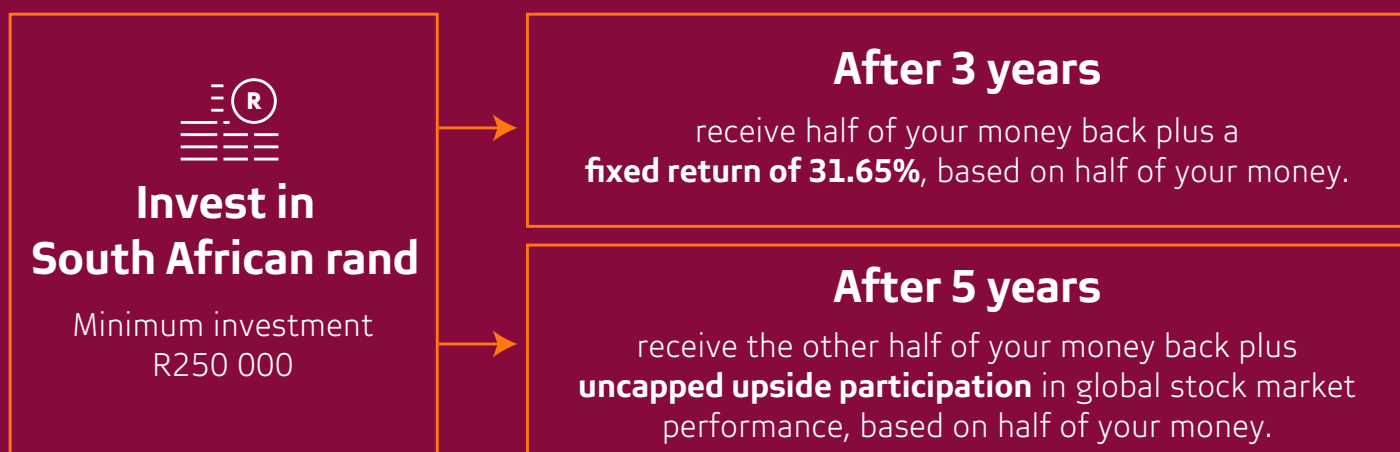 R
Invest in
South African rand
Minimum investment
R250 000
After 3 years
receive half of your money back plus a
fixed return of 31.65%, based on half of your money.
After 5 years
receive the other half of your money back plus
uncapped upside participation in global stock market
performance, based on half of your money.